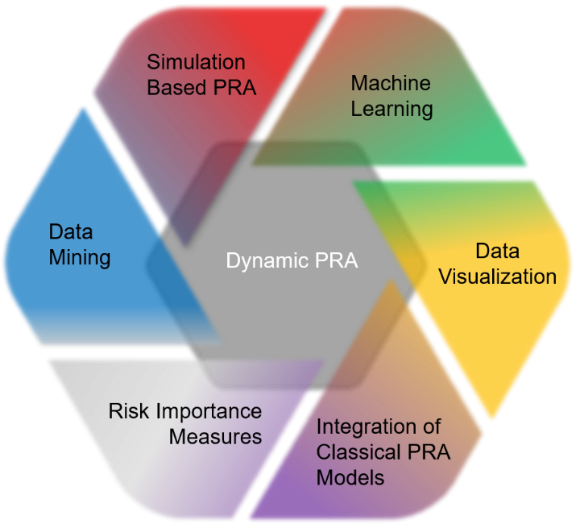 Simulation
Based PRA
Machine
Learning
Data
Mining
Dynamic PRA
Data
Visualization
Risk Importance
Measures
Integration of
Classical PRA
Models